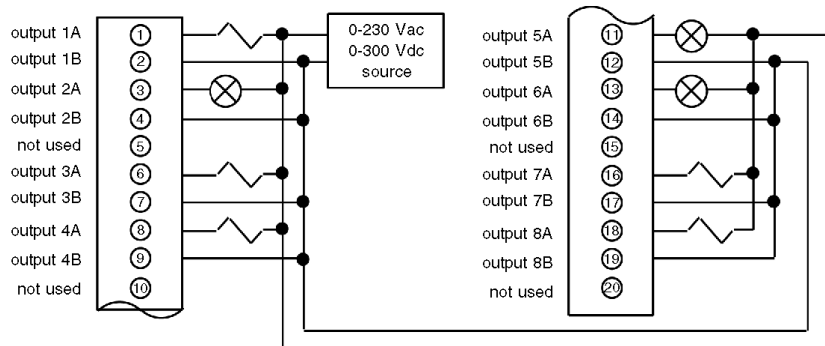 output 1A 1
output 1B 2
output 2A 3
output 2B 4
not used 5
output 3A 6
output 3B 7
output 4A 8
output 4B 9
not used 10
0-230 Vac
0-300 Vdc
source
output 5A 11
output 5B 12
output 6A 13
output 6B 14
not used 15
output 7A 16
output 7B 17
output 8A 18
output 8B 19
not used 20